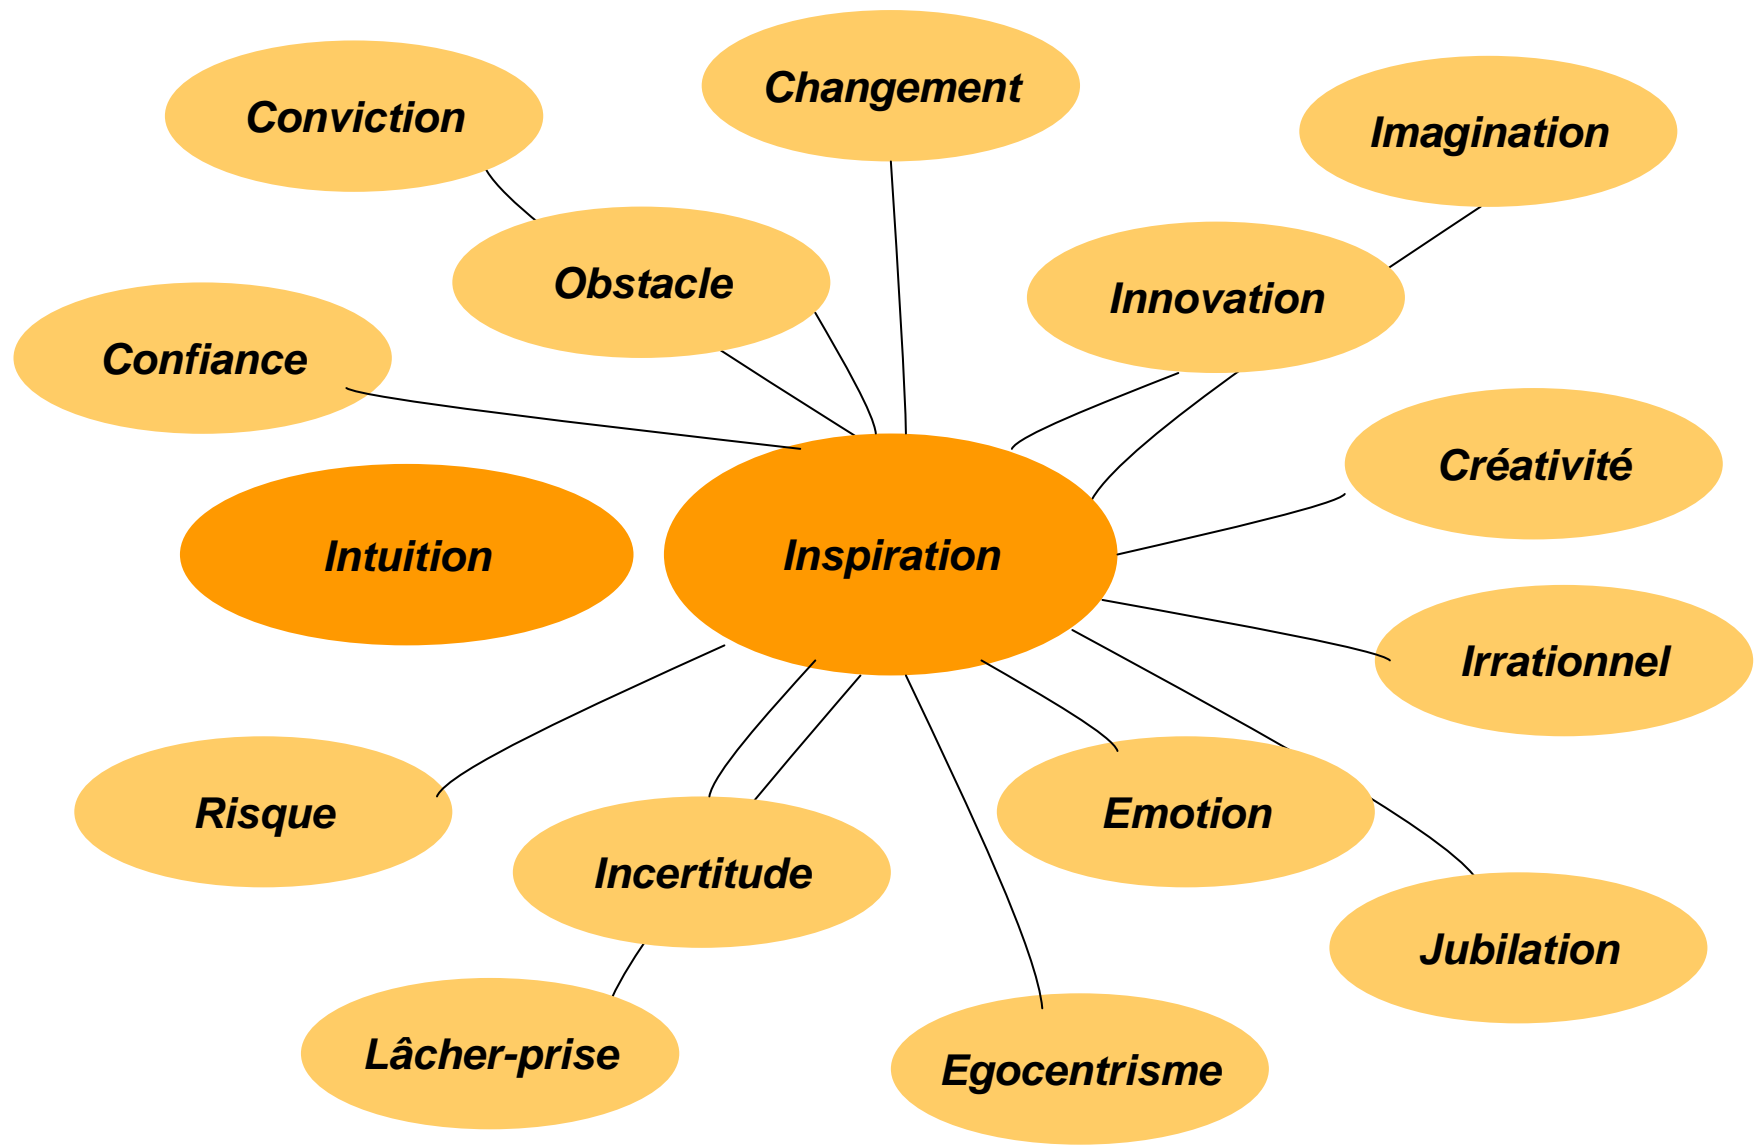 Changement
Conviction
Imagination
Obstacle
Innovation
Confiance
Créativité
Intuition
Inspiration
Irrationnel
Risque
Emotion
Incertitude
Jubilation
Lâcher-prise
Egocentrisme